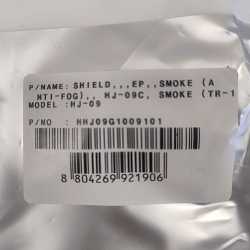 P/NAME: SHIELD,,,EP,,SMOKE (A
NTI-FOG),, HJ-09C, SMOKE (TR-1
MODEL :HJ-09
P/NO : HHJ09G1009101
8 804269 921906